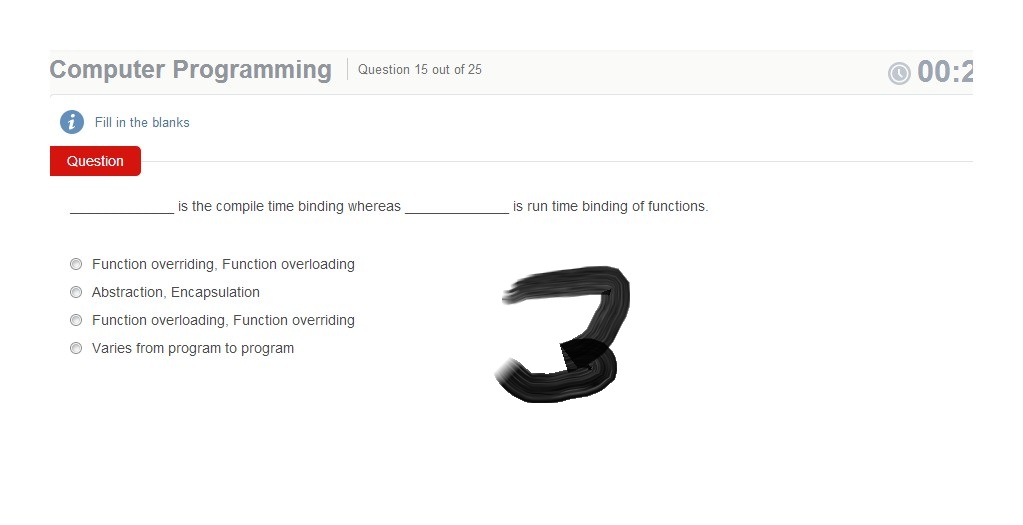 Computer Programming Question 15 out of 25 00:2
i Fill in the blanks
Question
_____________ is the compile time binding whereas _____________ is run time binding of functions.
Function overriding, Function overloading
Abstraction, Encapsulation
Function overloading, Function overriding
Varies from program to program
3